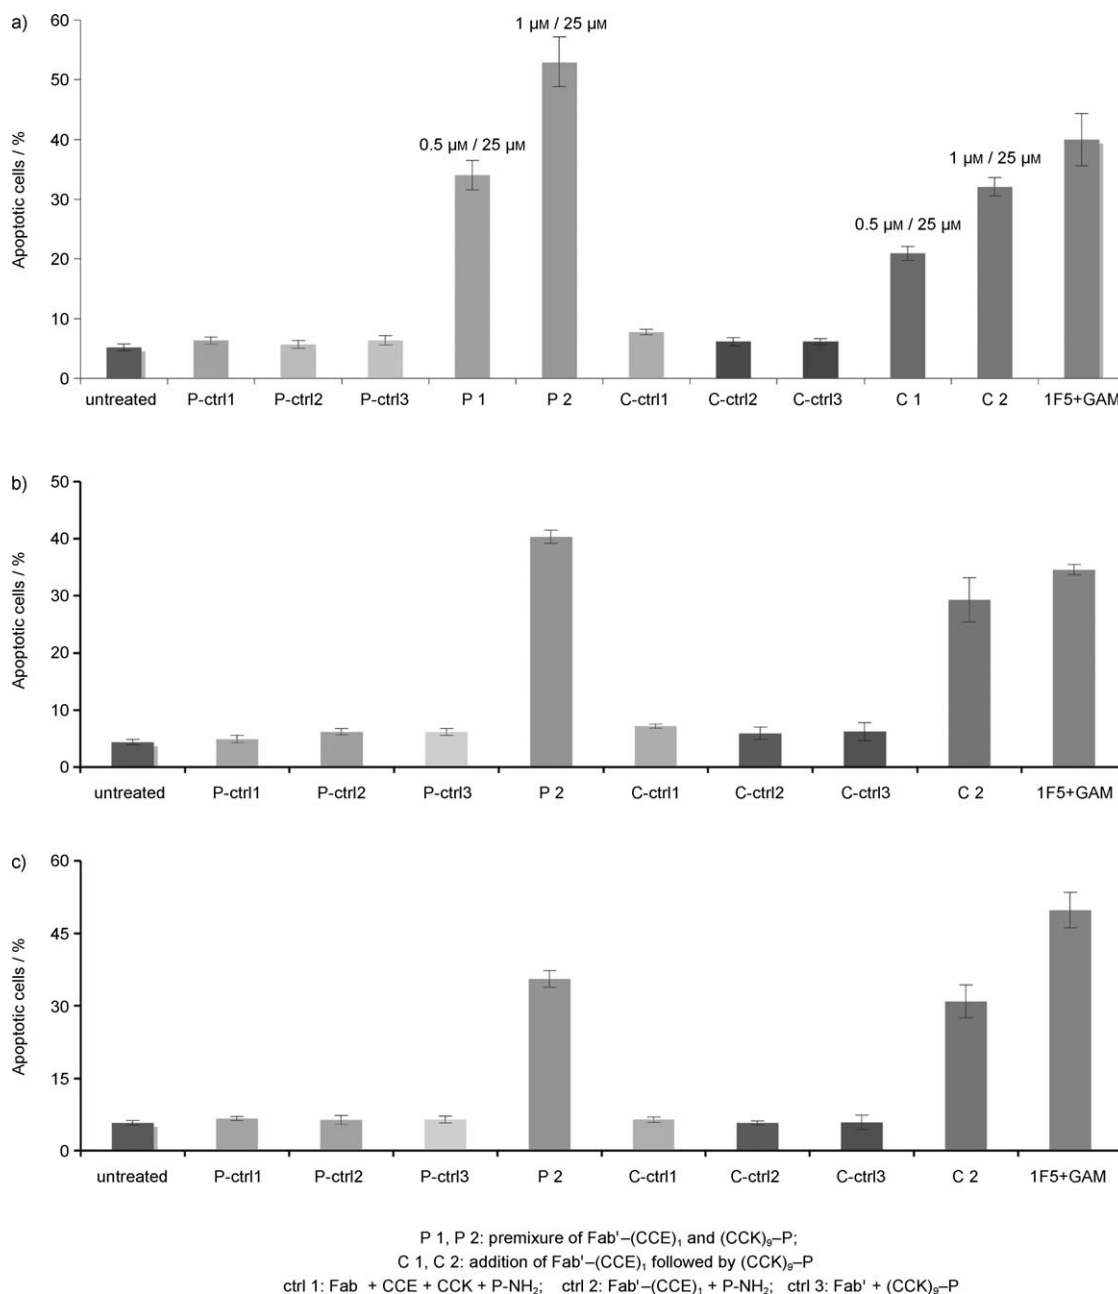 a)
Apoptotic cells / %
60
50
40
30
20
10
0
0.5 µM / 25 µM
1 µM / 25 µM
0.5 µM / 25 µM
1 µM / 25 µM
untreated P-ctrl1 P-ctrl2 P-ctrl3 P 1 P 2 C-ctrl1 C-ctrl2 C-ctrl3 C 1 C 2 1F5+GAM
b)
Apoptotic cells / %
50
40
30
20
10
0
untreated P-ctrl1 P-ctrl2 P-ctrl3 P 2 C-ctrl1 C-ctrl2 C-ctrl3 C 2 1F5+GAM
c)
Apoptotic cells / %
60
45
30
15
0
untreated P-ctrl1 P-ctrl2 P-ctrl3 P 2 C-ctrl1 C-ctrl2 C-ctrl3 C 2 1F5+GAM
P 1, P 2: premixure of Fab'–(CCE)₁ and (CCK)₉–P;
C 1, C 2: addition of Fab'–(CCE)₁ followed by (CCK)₉–P
ctrl 1: Fab + CCE + CCK + P-NH₂; ctrl 2: Fab'–(CCE)₁ + P-NH₂; ctrl 3: Fab' + (CCK)₉–P